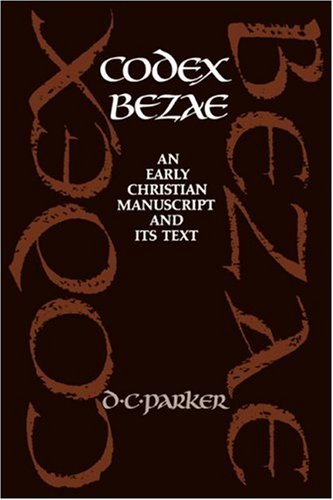 CODEX
BEZAE
AN
EARLY
CHRISTIAN
MANUSCRIPT
AND
ITS TEXT
D·C·PARKER
CODEX
BEZAE